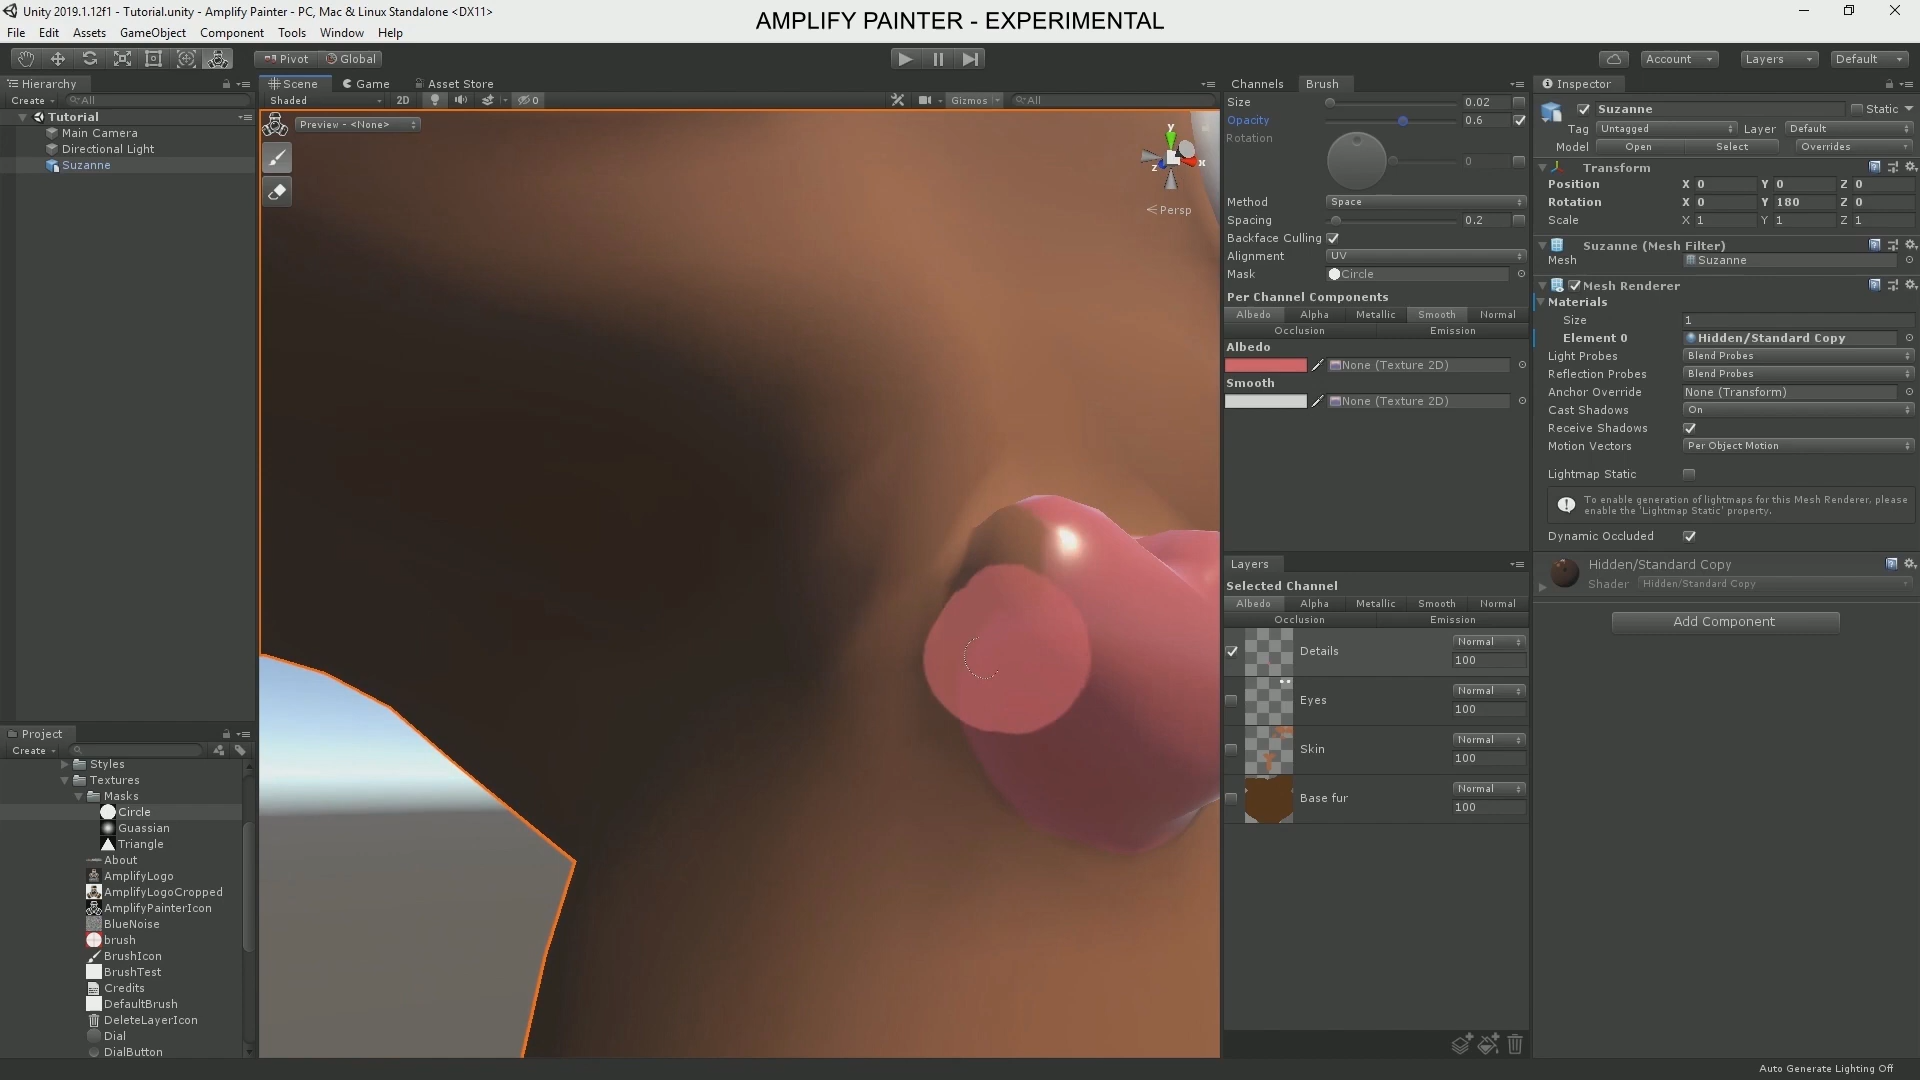 Unity 2019.1.12f1 - Tutorial.unity - Amplify Painter - PC, Mac & Linux Standalone <DX11>
AMPLIFY PAINTER - EXPERIMENTAL
File Edit Assets GameObject Component Tools Window Help
Pivot Global Account Layers Default
Hierarchy
Create All
Tutorial
Main Camera
Directional Light
Suzanne
Scene Game Asset Store
Shaded 2D 0 Gizmos All
Preview - <None>
y
x
z
Persp
Channels Brush
Size 0.02
Opacity 0.6
Rotation
0
Method Space
Spacing 0.2
Backface Culling
Alignment UV
Mask Circle
Per Channel Components
Albedo Alpha Metallic Smooth Normal
Occlusion Emission
Albedo
None (Texture 2D)
Smooth
None (Texture 2D)
Layers
Selected Channel
Albedo Alpha Metallic Smooth Normal
Occlusion Emission
Details Normal
100
Eyes Normal
100
Skin Normal
100
Base fur Normal
100
Inspector
Suzanne Static
Tag Untagged Layer Default
Model Open Select Overrides
Transform
Position X 0 Y 0 Z 0
Rotation X 0 Y 180 Z 0
Scale X 1 Y 1 Z 1
Suzanne (Mesh Filter)
Mesh Suzanne
Mesh Renderer
Materials
Size 1
Element 0 Hidden/Standard Copy
Light Probes Blend Probes
Reflection Probes Blend Probes
Anchor Override None (Transform)
Cast Shadows On
Receive Shadows
Motion Vectors Per Object Motion
Lightmap Static
To enable generation of lightmaps for this Mesh Renderer, please
enable the 'Lightmap Static' property.
Dynamic Occluded
Hidden/Standard Copy
Shader Hidden/Standard Copy
Add Component
Project
Create
Styles
Textures
Masks
Circle
Guassian
Triangle
About
AmplifyLogo
AmplifyLogoCropped
AmplifyPainterIcon
BlueNoise
brush
BrushIcon
BrushTest
Credits
DefaultBrush
DeleteLayerIcon
Dial
DialButton
Auto Generate Lighting Off